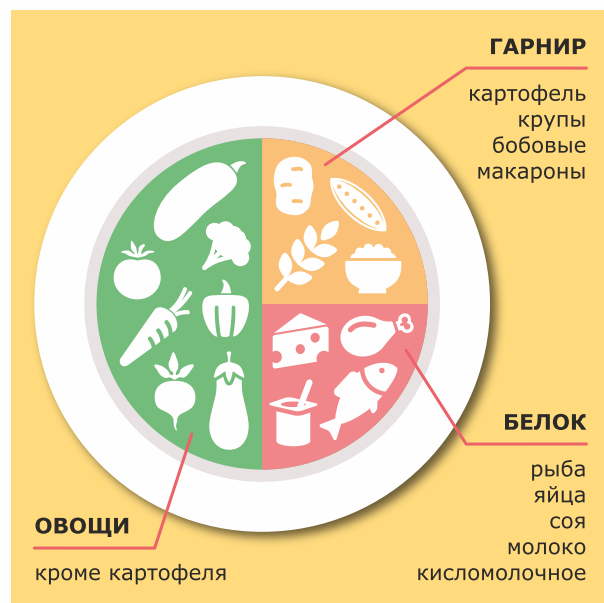 ГАРНИР
картофель
крупы
бобовые
макароны
БЕЛОК
рыба
яйца
соя
молоко
кисломолочное
ОВОЩИ
кроме картофеля